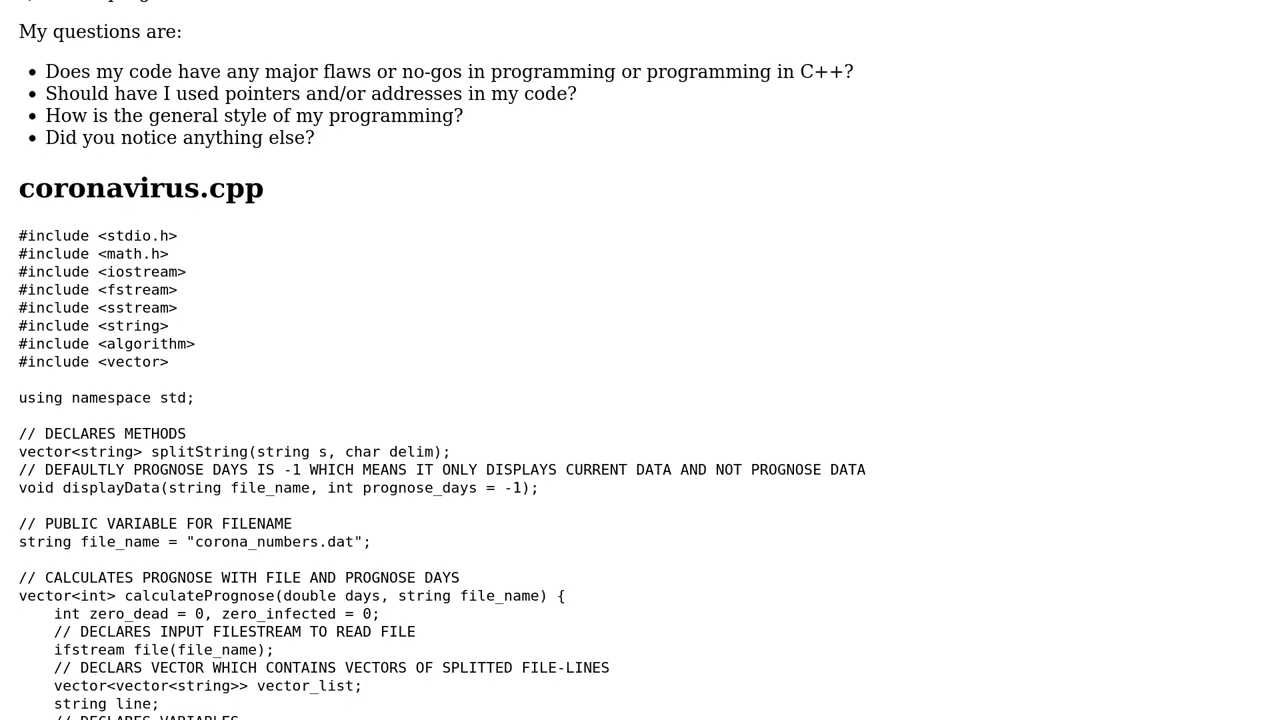 My questions are:
• Does my code have any major flaws or no-gos in programming or programming in C++?
• Should have I used pointers and/or addresses in my code?
• How is the general style of my programming?
• Did you notice anything else?
coronavirus.cpp
#include <stdio.h>
#include <math.h>
#include <iostream>
#include <fstream>
#include <sstream>
#include <string>
#include <algorithm>
#include <vector>
using namespace std;
// DECLARES METHODS
vector<string> splitString(string s, char delim);
// DEFAULTLY PROGNOSE DAYS IS -1 WHICH MEANS IT ONLY DISPLAYS CURRENT DATA AND NOT PROGNOSE DATA
void displayData(string file_name, int prognose_days = -1);
// PUBLIC VARIABLE FOR FILENAME
string file_name = "corona_numbers.dat";
// CALCULATES PROGNOSE WITH FILE AND PROGNOSE DAYS
vector<int> calculatePrognose(double days, string file_name) {
    int zero_dead = 0, zero_infected = 0;
    // DECLARES INPUT FILESTREAM TO READ FILE
    ifstream file(file_name);
    // DECLARS VECTOR WHICH CONTAINS VECTORS OF SPLITTED FILE-LINES
    vector<vector<string>> vector_list;
    string line;
    // DECLARES VARIABLES